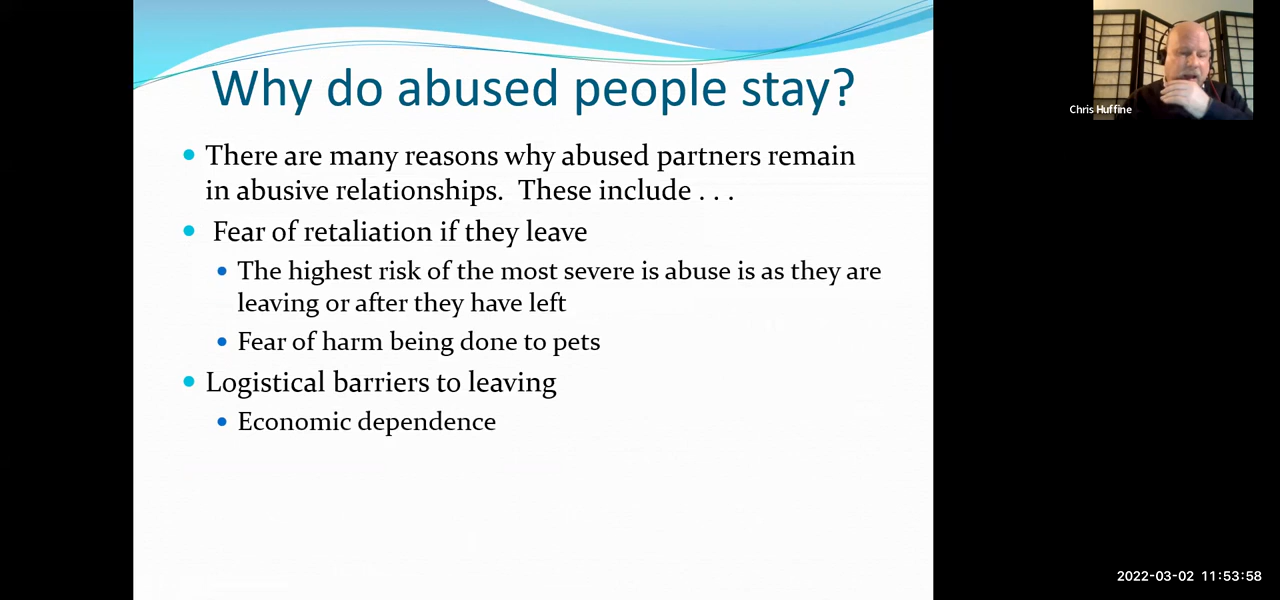 Why do abused people stay?
Chris Huffine
There are many reasons why abused partners remain
in abusive relationships.  These include . . .
Fear of retaliation if they leave
The highest risk of the most severe is abuse is as they are
leaving or after they have left
Fear of harm being done to pets
Logistical barriers to leaving
Economic dependence
2022-03-02 11:53:58